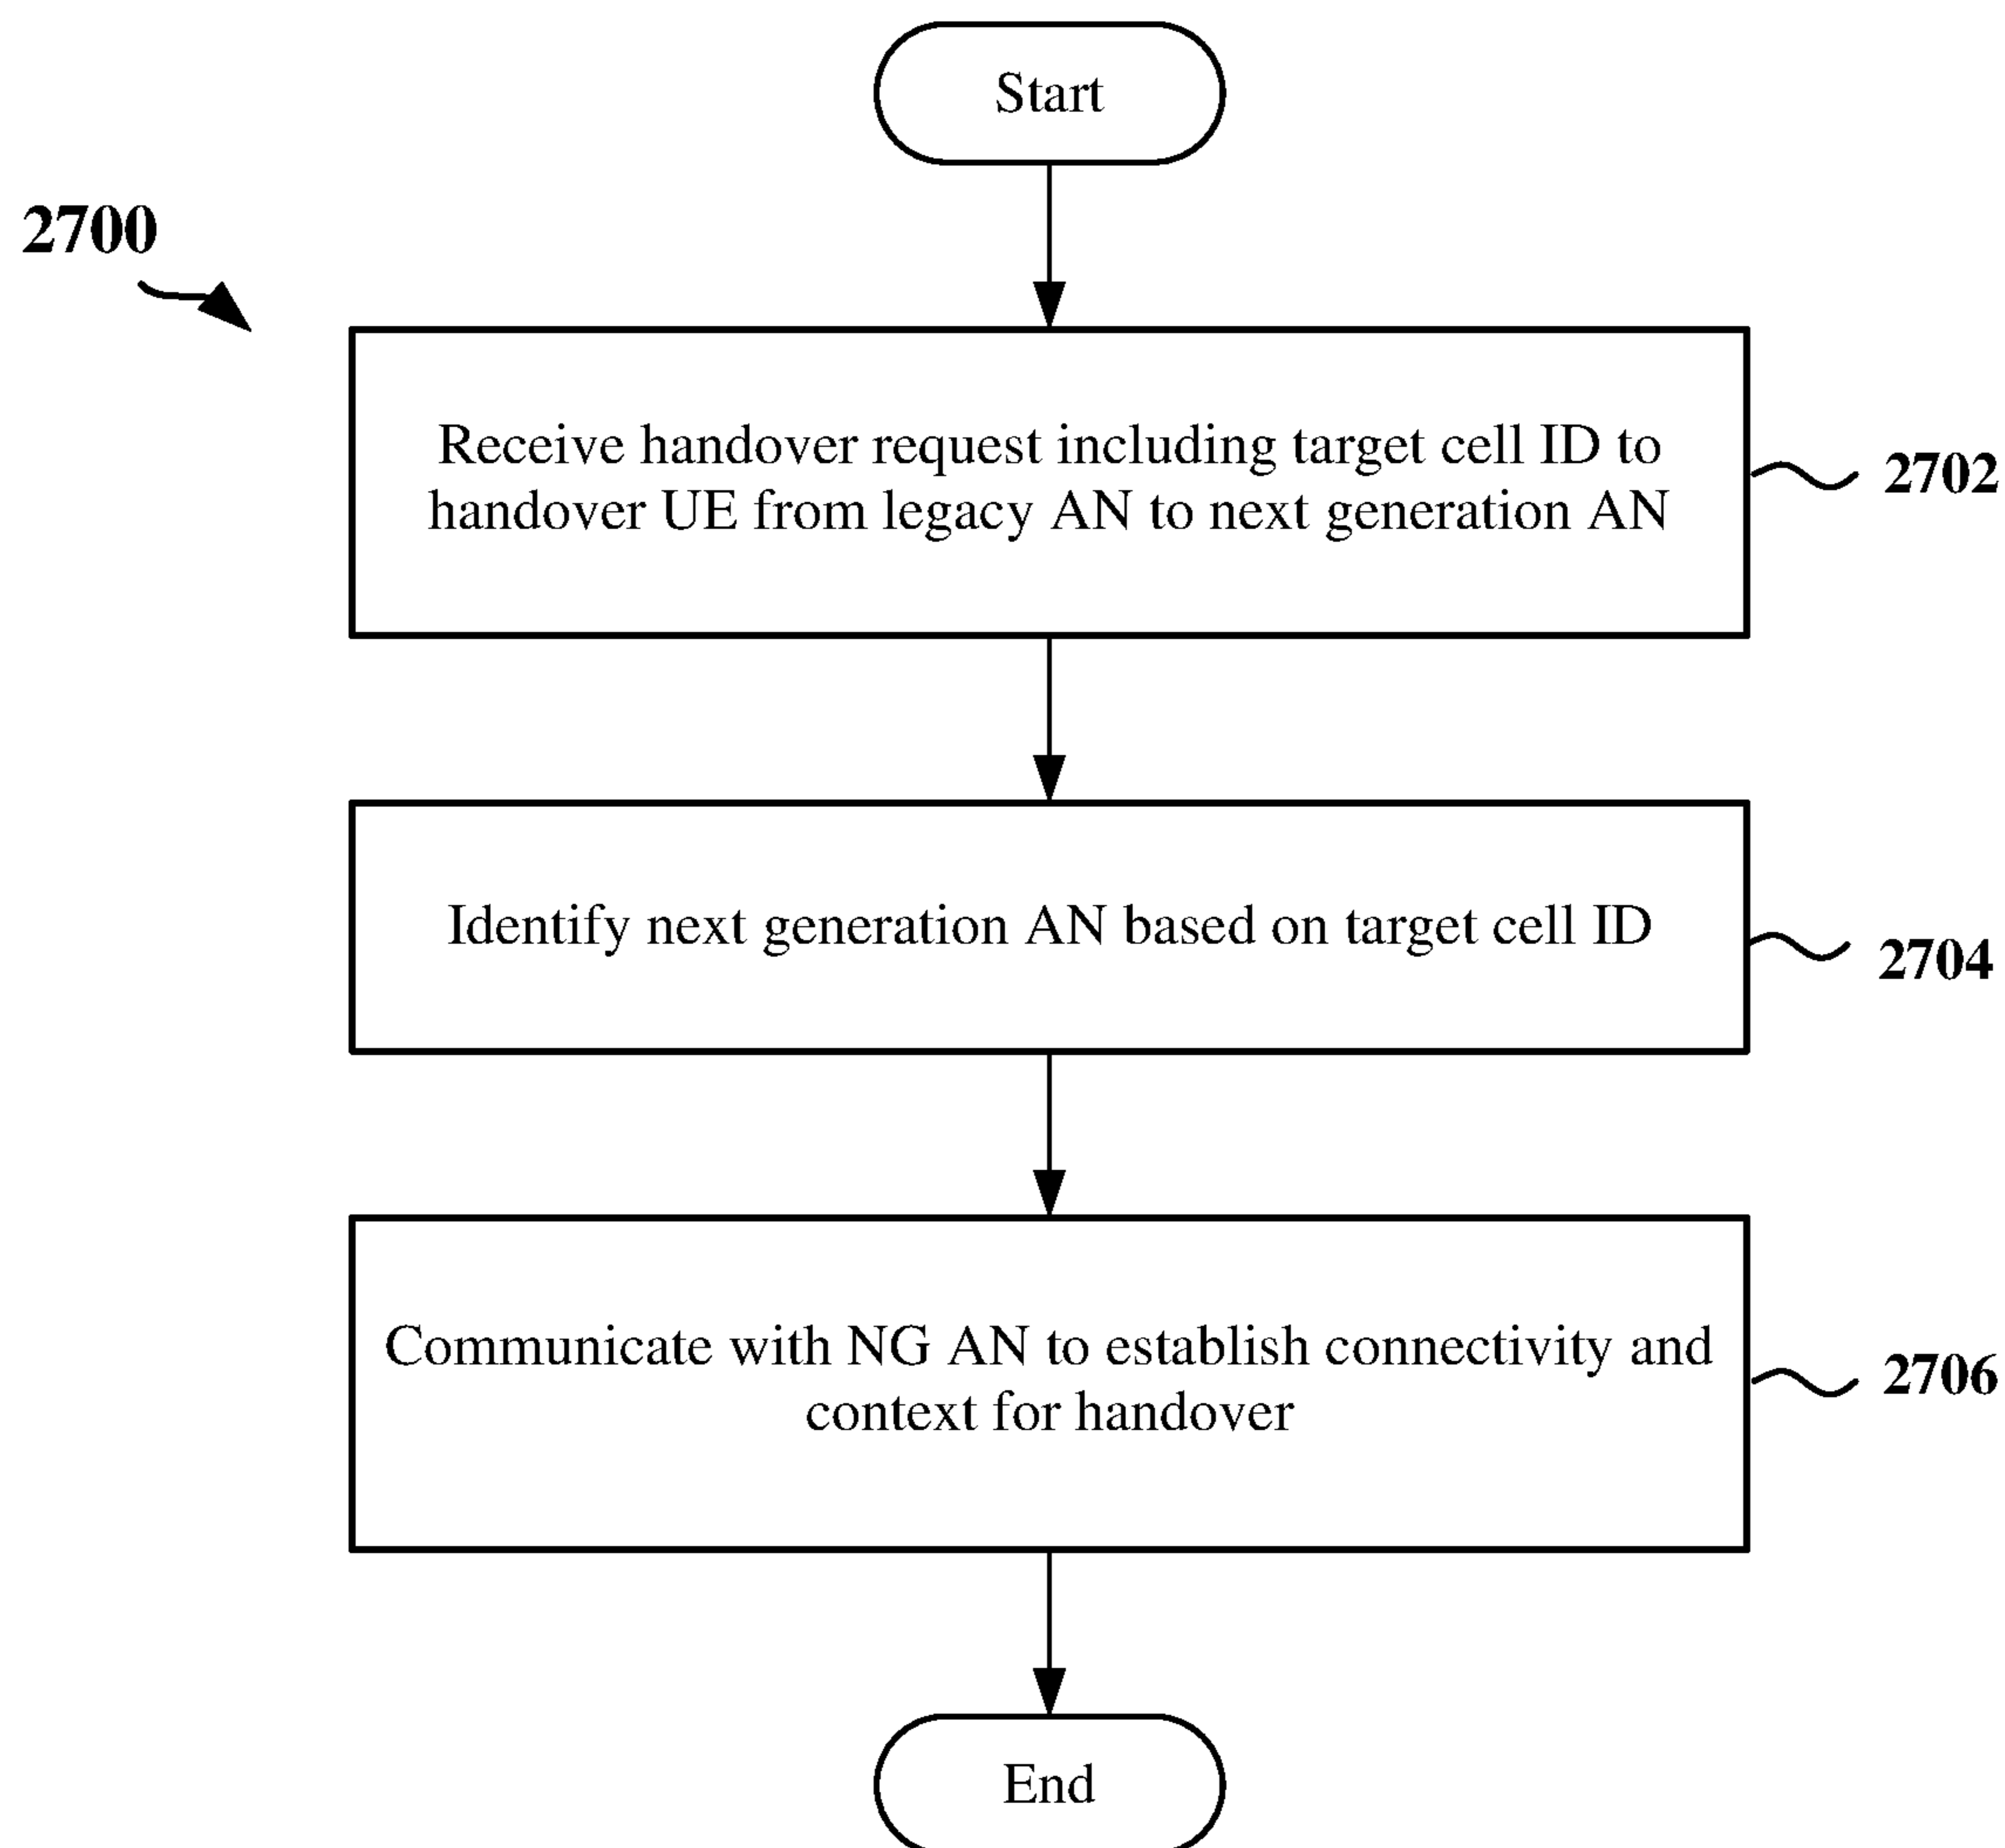 Start
2700
Receive handover request including target cell ID to
handover UE from legacy AN to next generation AN
2702
Identify next generation AN based on target cell ID
2704
Communicate with NG AN to establish connectivity and
context for handover
2706
End